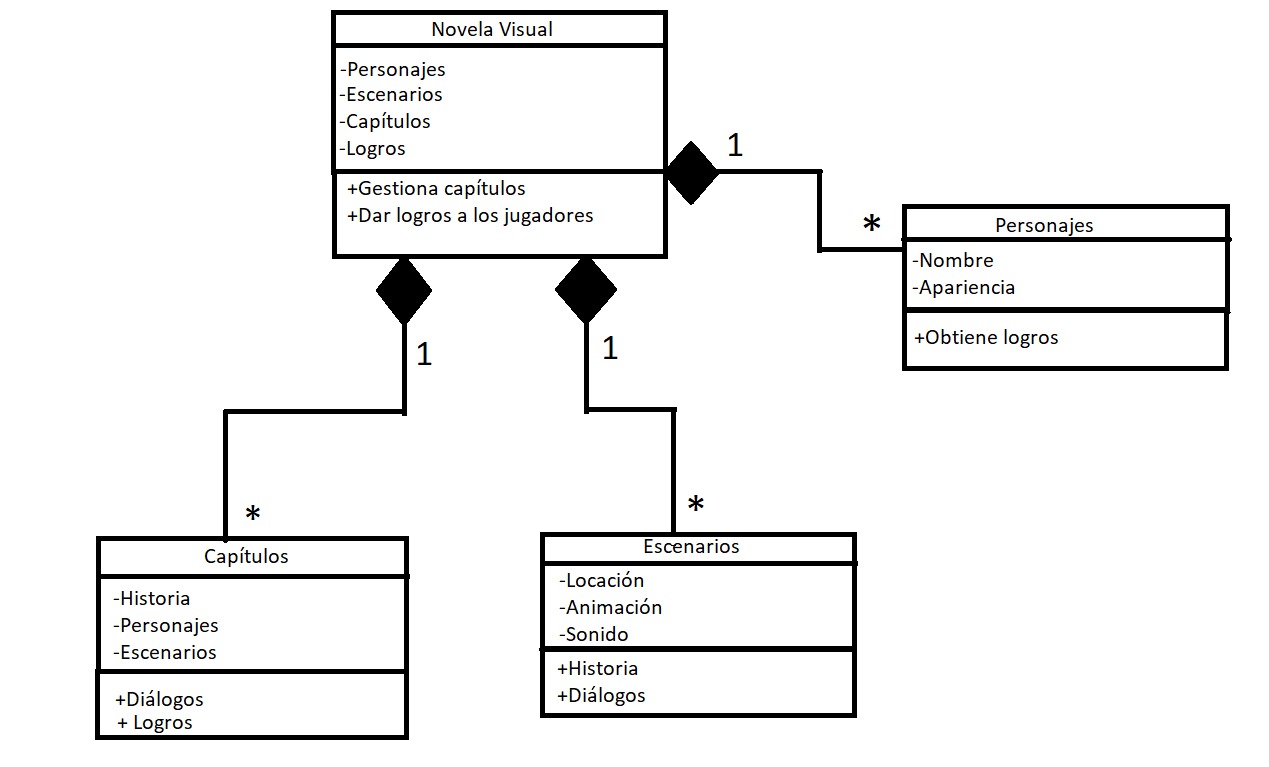 Novela Visual
-Personajes
-Escenarios
-Capítulos
-Logros
+Gestiona capítulos
+Dar logros a los jugadores
1
*
Personajes
-Nombre
-Apariencia
+Obtiene logros
1
1
*
*
Capítulos
-Historia
-Personajes
-Escenarios
+Diálogos
+ Logros
Escenarios
-Locación
-Animación
-Sonido
+Historia
+Diálogos